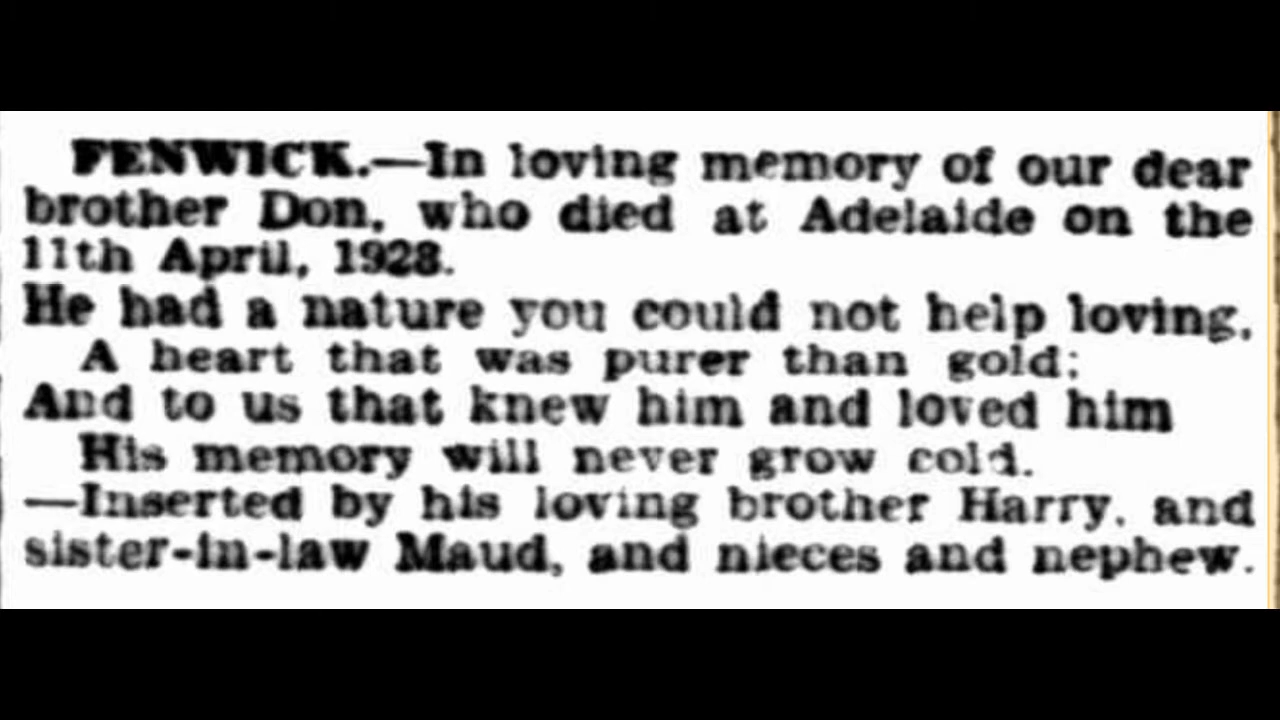 FENWICK.—In loving memory of our dear
brother Don, who died at Adelaide on the
11th April, 1928.
He had a nature you could not help loving,
A heart that was purer than gold;
And to us that knew him and loved him
His memory will never grow cold.
—Inserted by his loving brother Harry, and
sister-in-law Maud, and nieces and nephew.